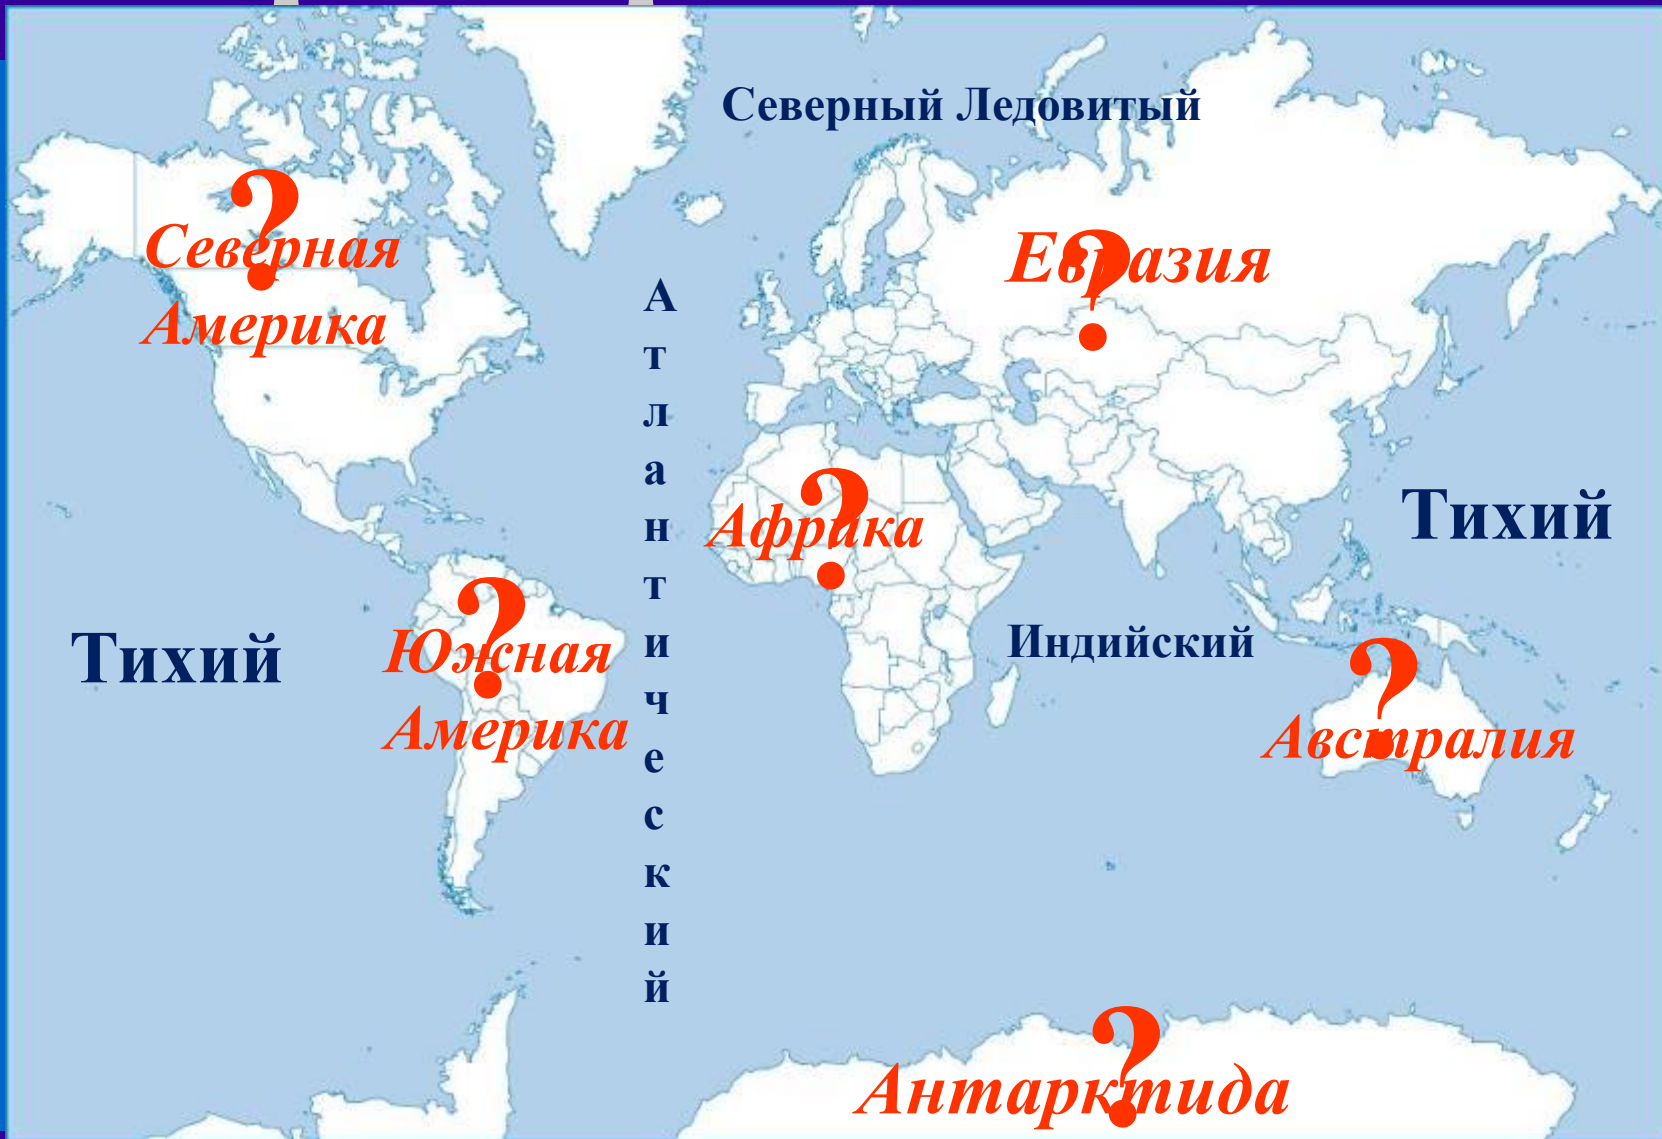 Северный Ледовитый
?
Северная
Америка
?
Евразия
Атлантический
?
Африка
Тихий
?
Южная
Америка
Тихий
Индийский
?
Австралия
?
Антарктида